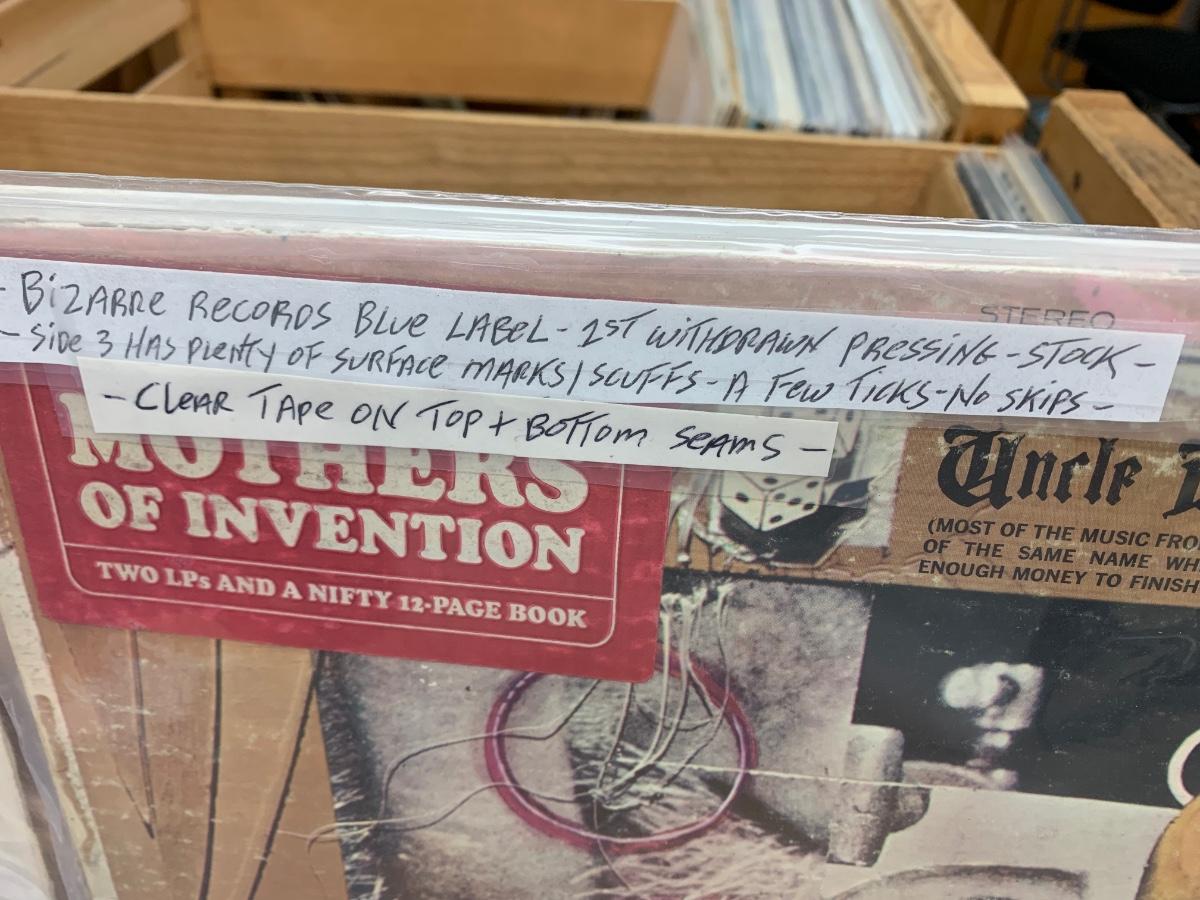 STEREO
- BIZARRE RECORDS BLUE LABEL - 1ST WITHDRAWN PRESSING - STOCK -
- SIDE 3 HAS PLENTY OF SURFACE MARKS/SCUFFS - A FEW TICKS - NO SKIPS -
- CLEAR TAPE ON TOP + BOTTOM SEAMS -
MOTHERS
OF INVENTION
TWO LPs AND A NIFTY 12-PAGE BOOK
Uncle
(MOST OF THE MUSIC FRO
OF THE SAME NAME WH
ENOUGH MONEY TO FINISH